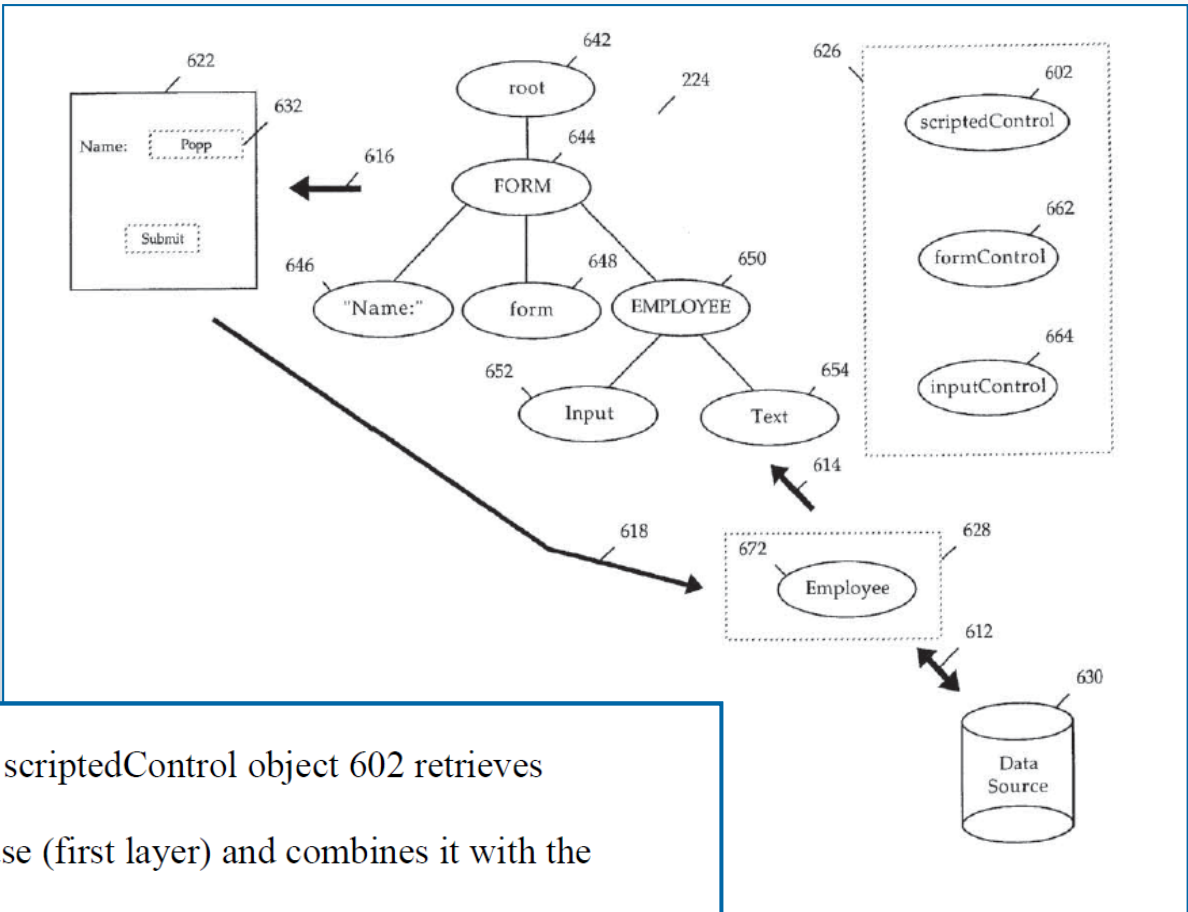 642
622
626
602
root
224
scriptedControl
632
Name:
Popp
616
644
FORM
662
Submit
formControl
646
648
650
"Name:"
form
EMPLOYEE
664
652
654
inputControl
Input
Text
614
618
628
672
Employee
612
630
Data
Source
scriptedControl object 602 retrieves
se (first layer) and combines it with the